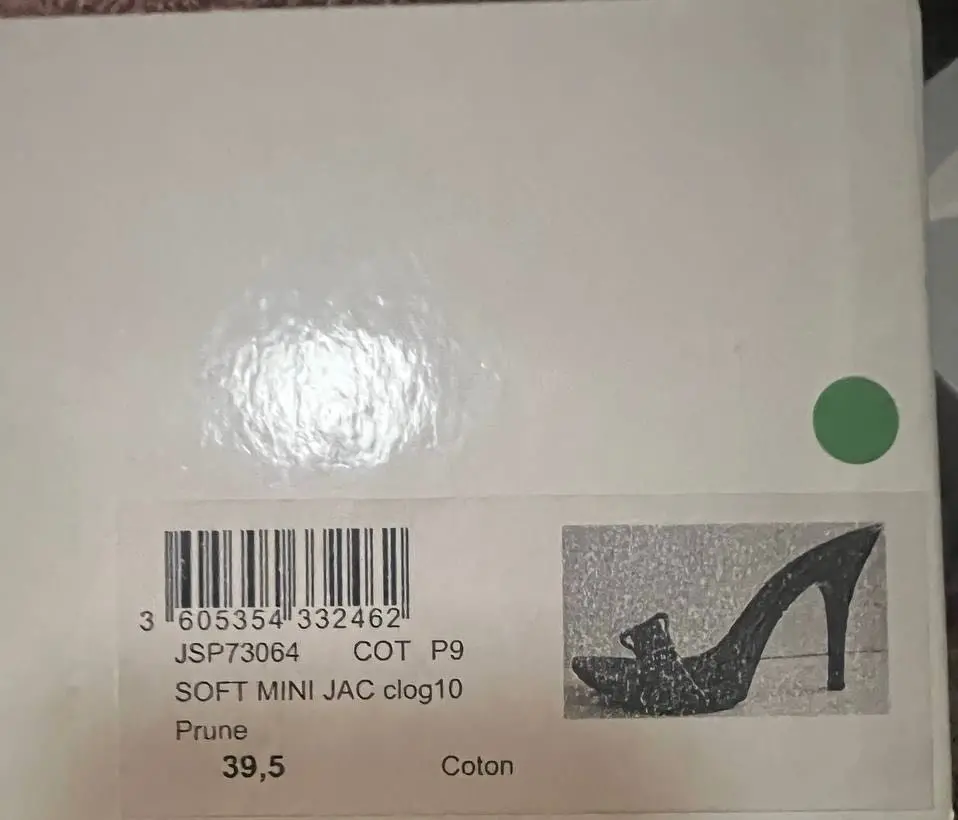 3 605354 332462
JSP73064 COT P9
SOFT MINI JAC clog10
Prune
39,5 Coton